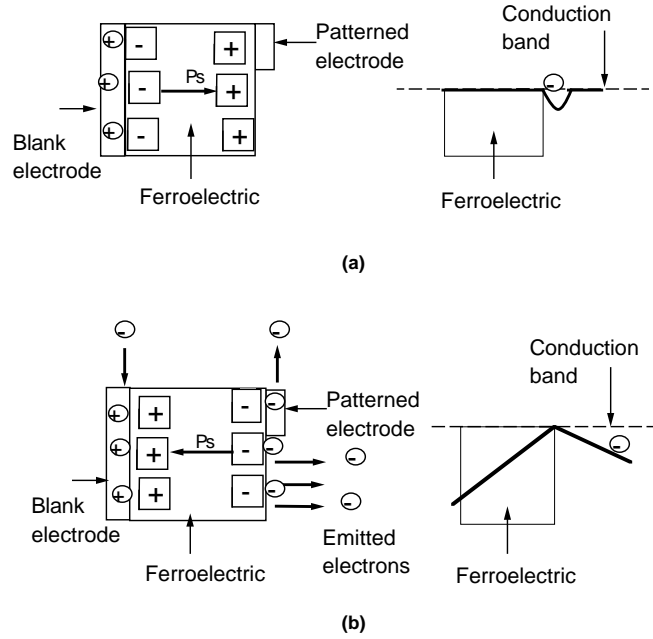 Patterned
electrode
Conduction
band
+ - +
+ - Ps + -
+ - +
Blank
electrode
Ferroelectric
Ferroelectric
(a)
- -
Conduction
band
+ + - -
Patterned
electrode
+ + Ps - - - -
+ + - - -
Blank
electrode
Emitted
electrons
Ferroelectric
Ferroelectric
(b)